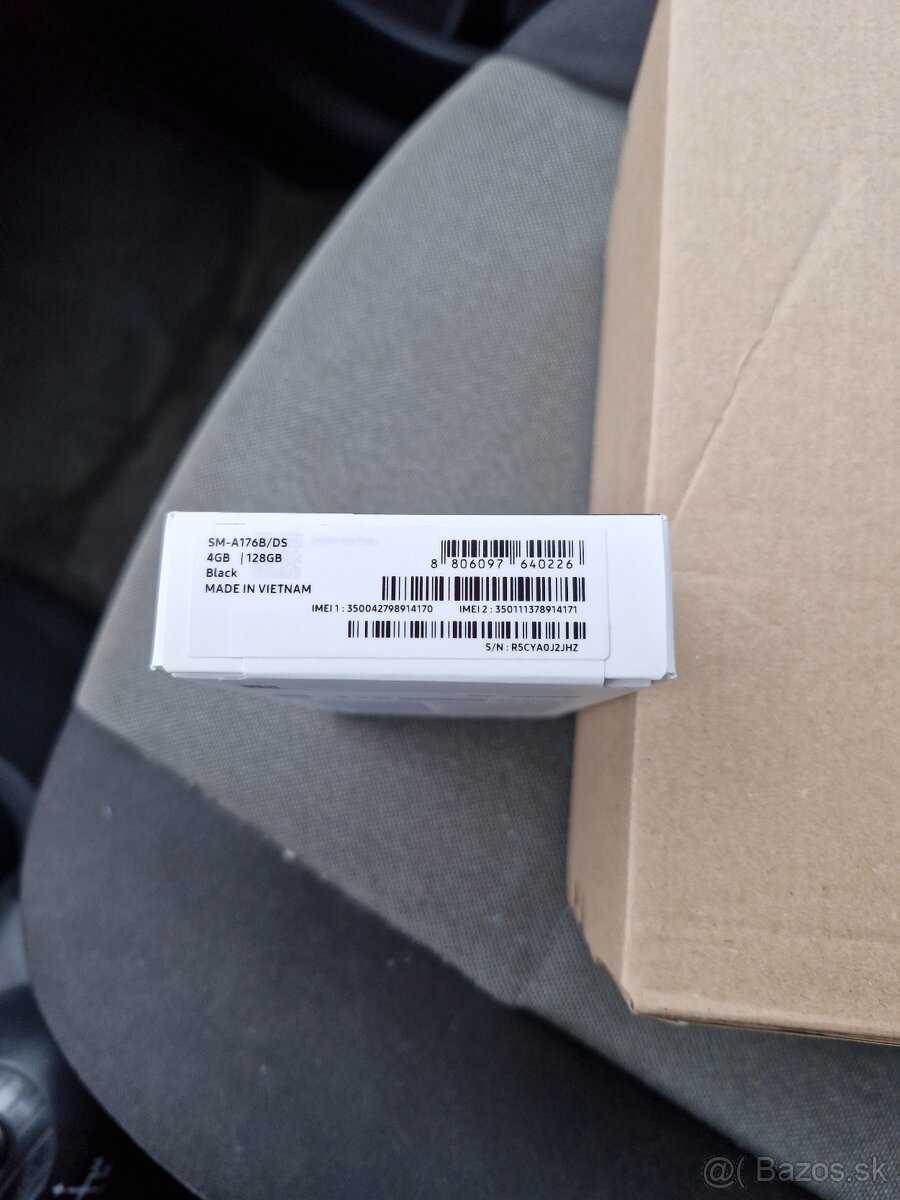 SM-A176B/DS
4GB | 128GB
Black
MADE IN VIETNAM
8 806097 640226
IMEI 1 : 350042798914170 IMEI 2 : 350111378914171
S/N : R5CYA0J2JHZ
@( Bazos.sk